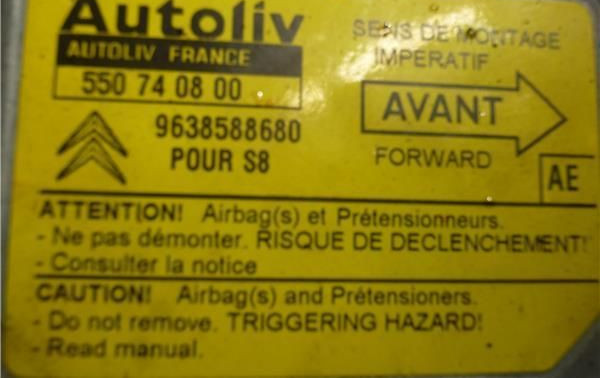 Autoliv
AUTOLIV FRANCE
550 74 08 00
9638588680
POUR S8
SENS DE MONTAGE
IMPERATIF
AVANT
FORWARD
AE
ATTENTION! Airbag(s) et Prétensionneurs.
- Ne pas démonter. RISQUE DE DECLENCHEMENT!
- Consulter la notice
CAUTION! Airbag(s) and Prétensioners.
- Do not remove. TRIGGERING HAZARD!
- Read manual.